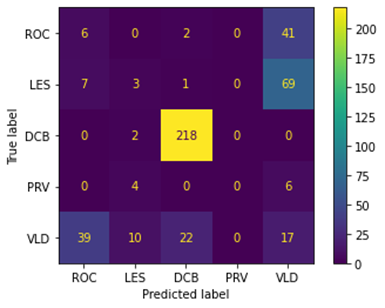 ROC 6 0 2 0 41
LES 7 3 1 0 69
DCB 0 2 218 0 0
PRV 0 4 0 0 6
VLD 39 10 22 0 17
ROC LES DCB PRV VLD
Predicted label
True label
200
175
150
125
100
75
50
25
0